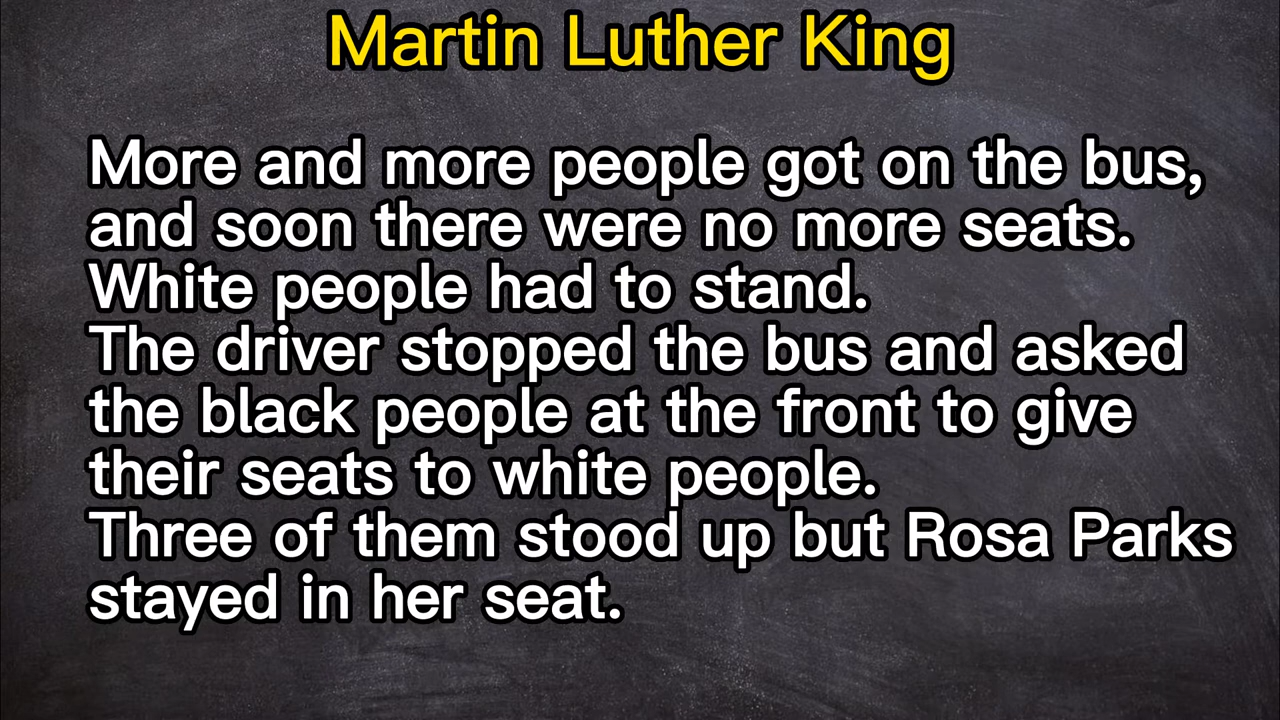 Martin Luther King
More and more people got on the bus,
and soon there were no more seats.
White people had to stand.
The driver stopped the bus and asked
the black people at the front to give
their seats to white people.
Three of them stood up but Rosa Parks
stayed in her seat.